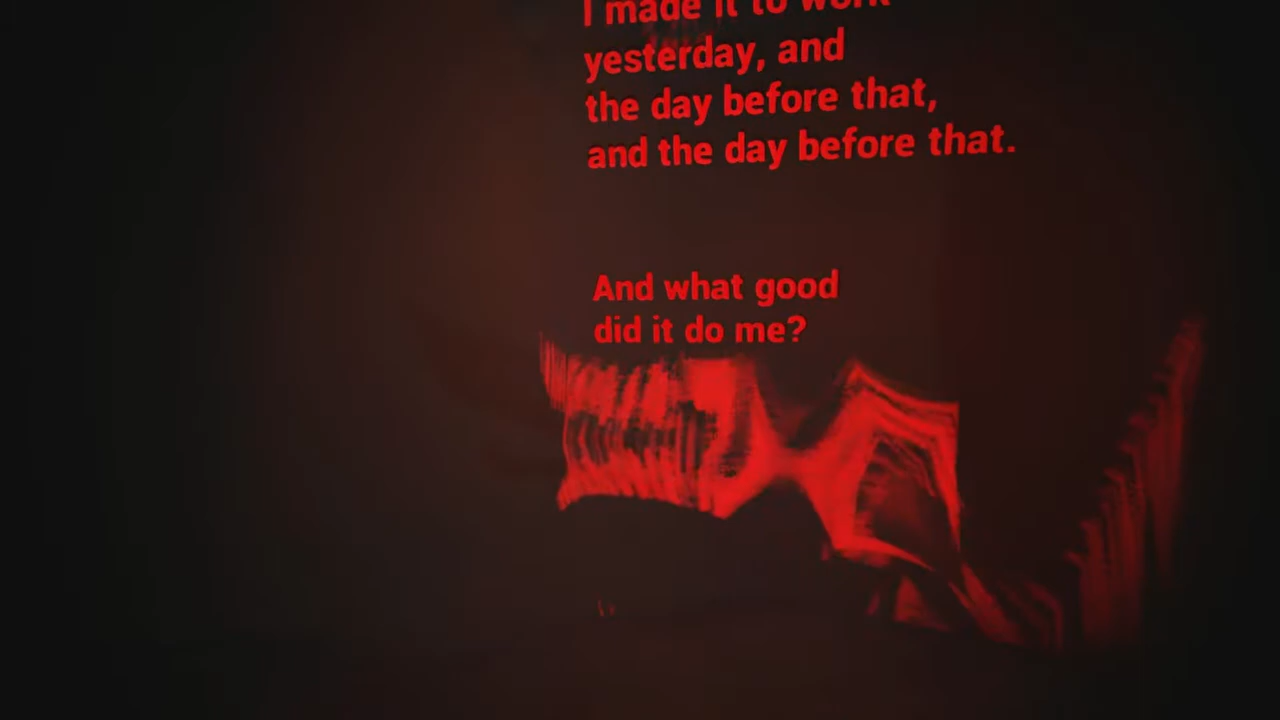 I made it to work
yesterday, and
the day before that,
and the day before that.
And what good
did it do me?